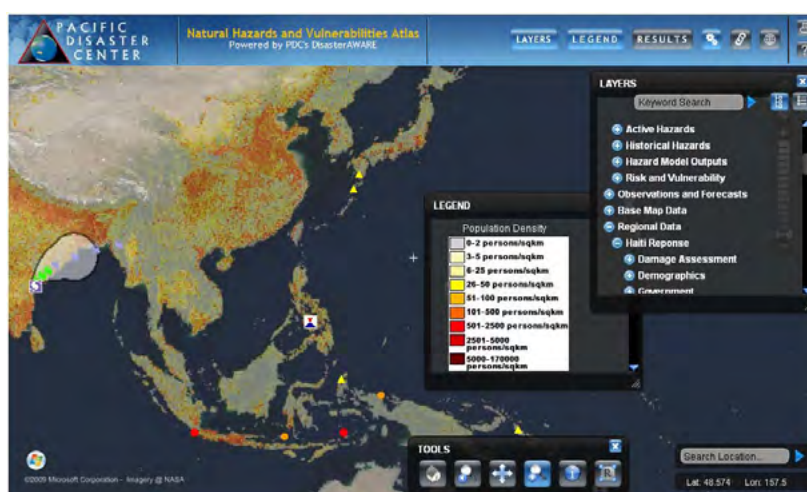 PACIFIC
DISASTER
CENTER
Natural Hazards and Vulnerabilities Atlas
Powered by PDC's DisasterAWARE
LAYERS
LEGEND
RESULTS
LAYERS
Keyword Search
Active Hazards
Historical Hazards
Hazard Model Outputs
Risk and Vulnerability
Observations and Forecasts
Base Map Data
Regional Data
Haiti Reponse
Damage Assessment
Demographics
Government
LEGEND
Population Density
0-2 persons/sqkm
3-5 persons/sqkm
6-25 persons/sqkm
26-50 persons/sqkm
51-100 persons/sqkm
101-500 persons/sqkm
501-2500 persons/sqkm
2501-5000
persons/sqkm
5000-170000
persons/sqkm
TOOLS
Search Location...
Lat: 48.574 Lon: 157.5
©2009 Microsoft Corporation - Imagery @ NASA